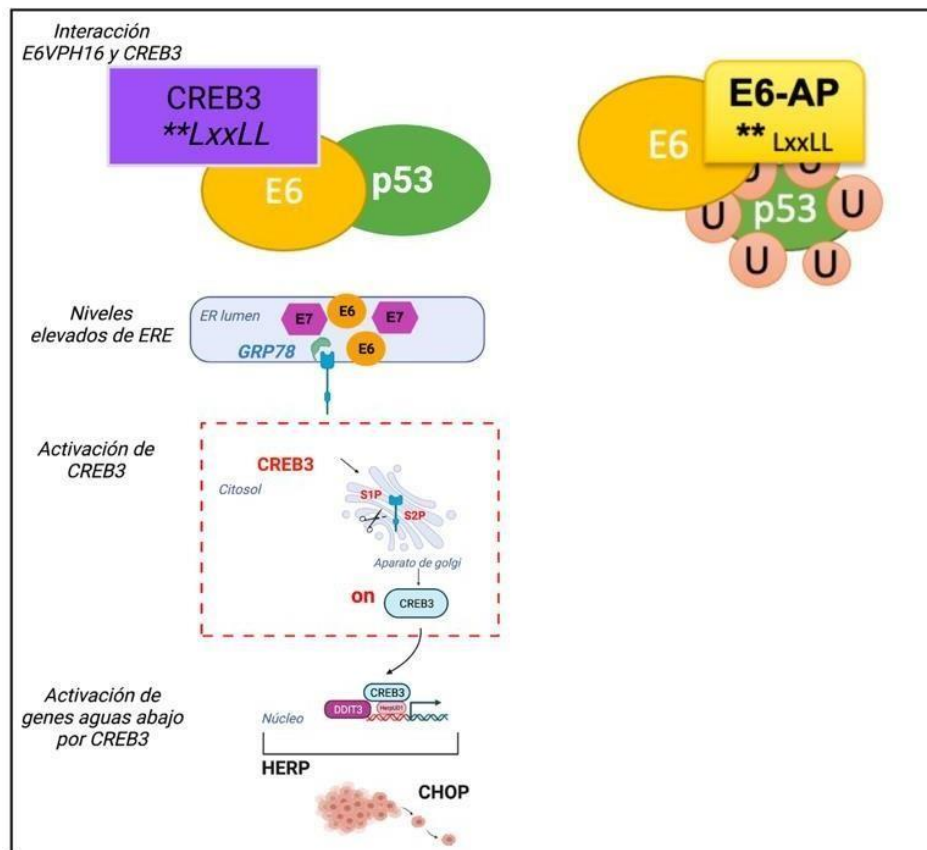 Interacción
E6VPH16 y CREB3
CREB3
**LxxLL
E6
p53
E6-AP
** LxxLL
E6
U
U
p53
U
U
U
U
Niveles
elevados de ERE
ER lumen
E7
E6
E7
GRP78
E6
Activación de
CREB3
CREB3
Citosol
S1P
S2P
Aparato de golgi
on
CREB3
Activación de
genes aguas abajo
por CREB3
Núcleo
CREB3
DDIT3
HerpUD1
HERP
CHOP